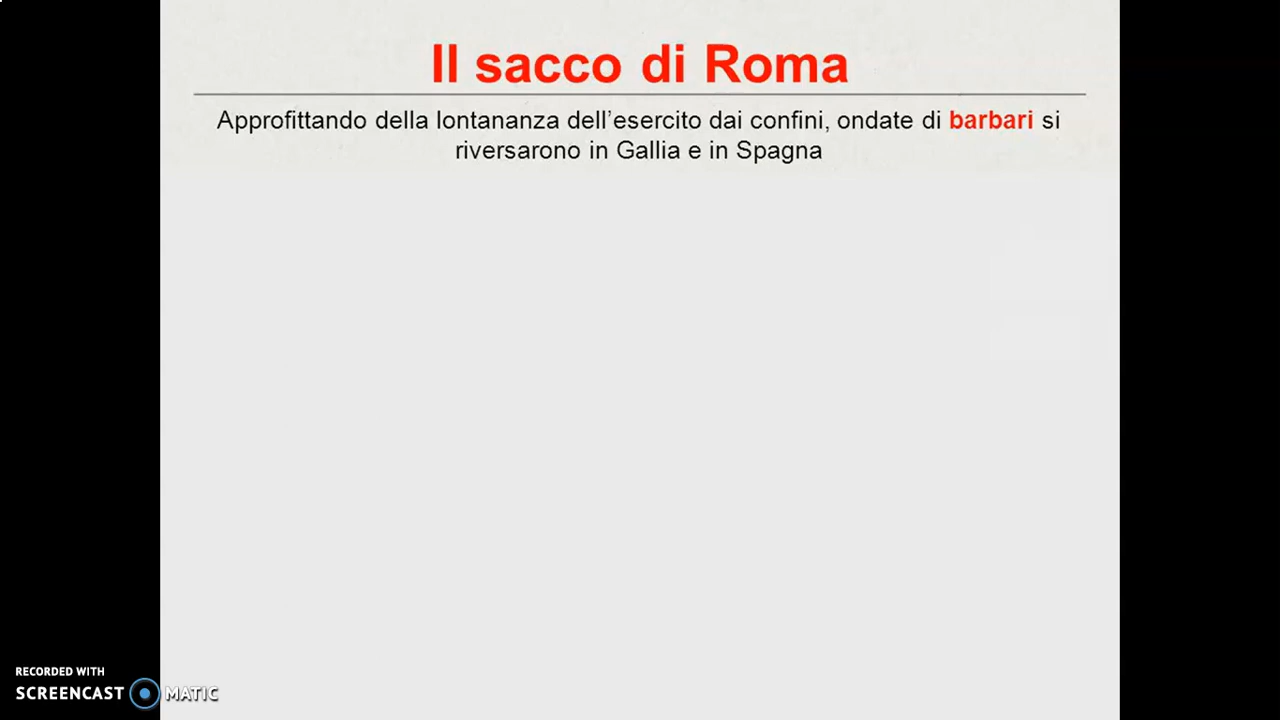 Il sacco di Roma
Approfittando della lontananza dell’esercito dai confini, ondate di barbari si
riversarono in Gallia e in Spagna
RECORDED WITH
SCREENCAST MATIC